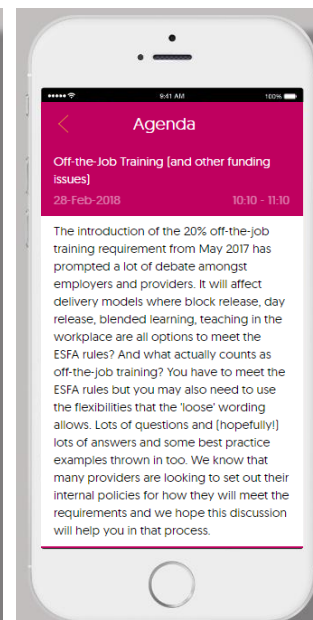 9:41 AM 100%
Agenda
Off-the-Job Training (and other funding
issues)
28-Feb-2018 10:10 - 11:10
The introduction of the 20% off-the-job
training requirement from May 2017 has
prompted a lot of debate amongst
employers and providers. It will affect
delivery models where block release, day
release, blended learning, teaching in the
workplace are all options to meet the
ESFA rules? And what actually counts as
off-the-job training? You have to meet the
ESFA rules but you may also need to use
the flexibilities that the 'loose' wording
allows. Lots of questions and (hopefully!)
lots of answers and some best practice
examples thrown in too. We know that
many providers are looking to set out their
internal policies for how they will meet the
requirements and we hope this discussion
will help you in that process.